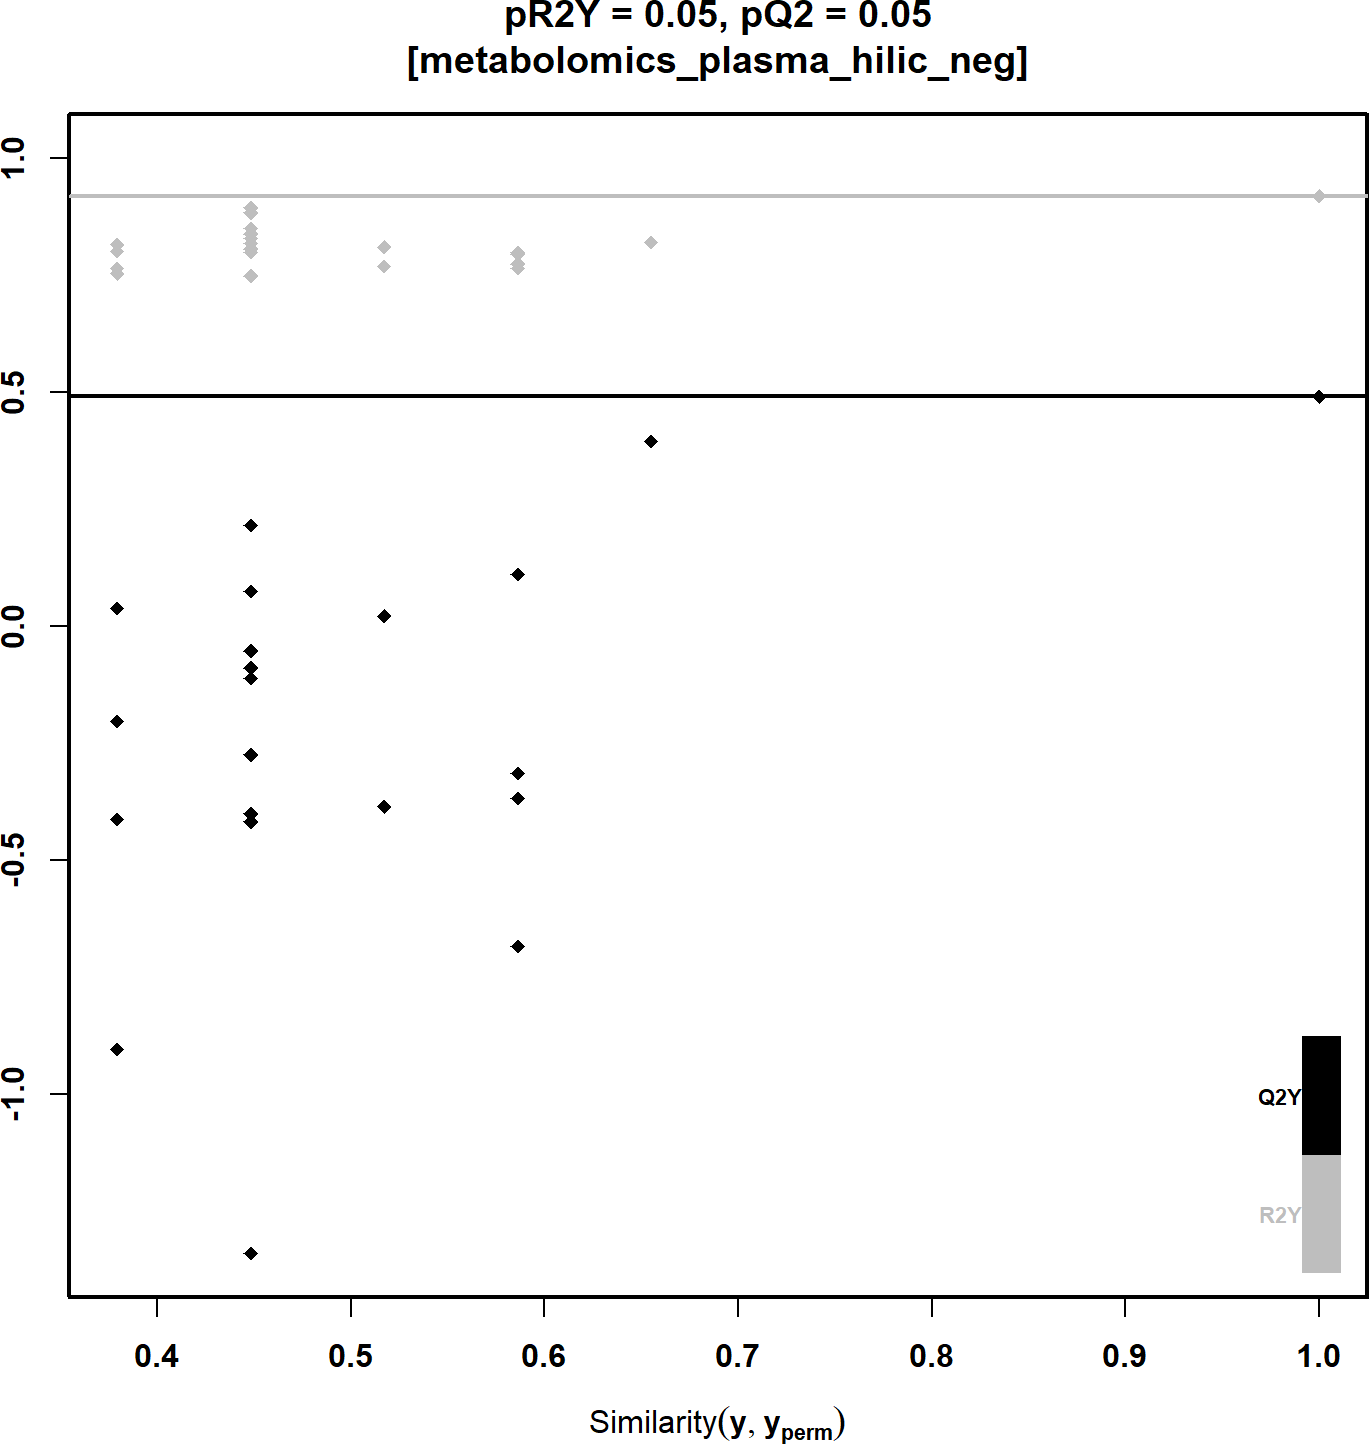 pR2Y = 0.05, pQ2 = 0.05
[metabolomics_plasma_hilic_neg]
1.0
0.5
0.0
-0.5
-1.0
Q2Y
R2Y
0.4 0.5 0.6 0.7 0.8 0.9 1.0
Similarity(y, yperm)